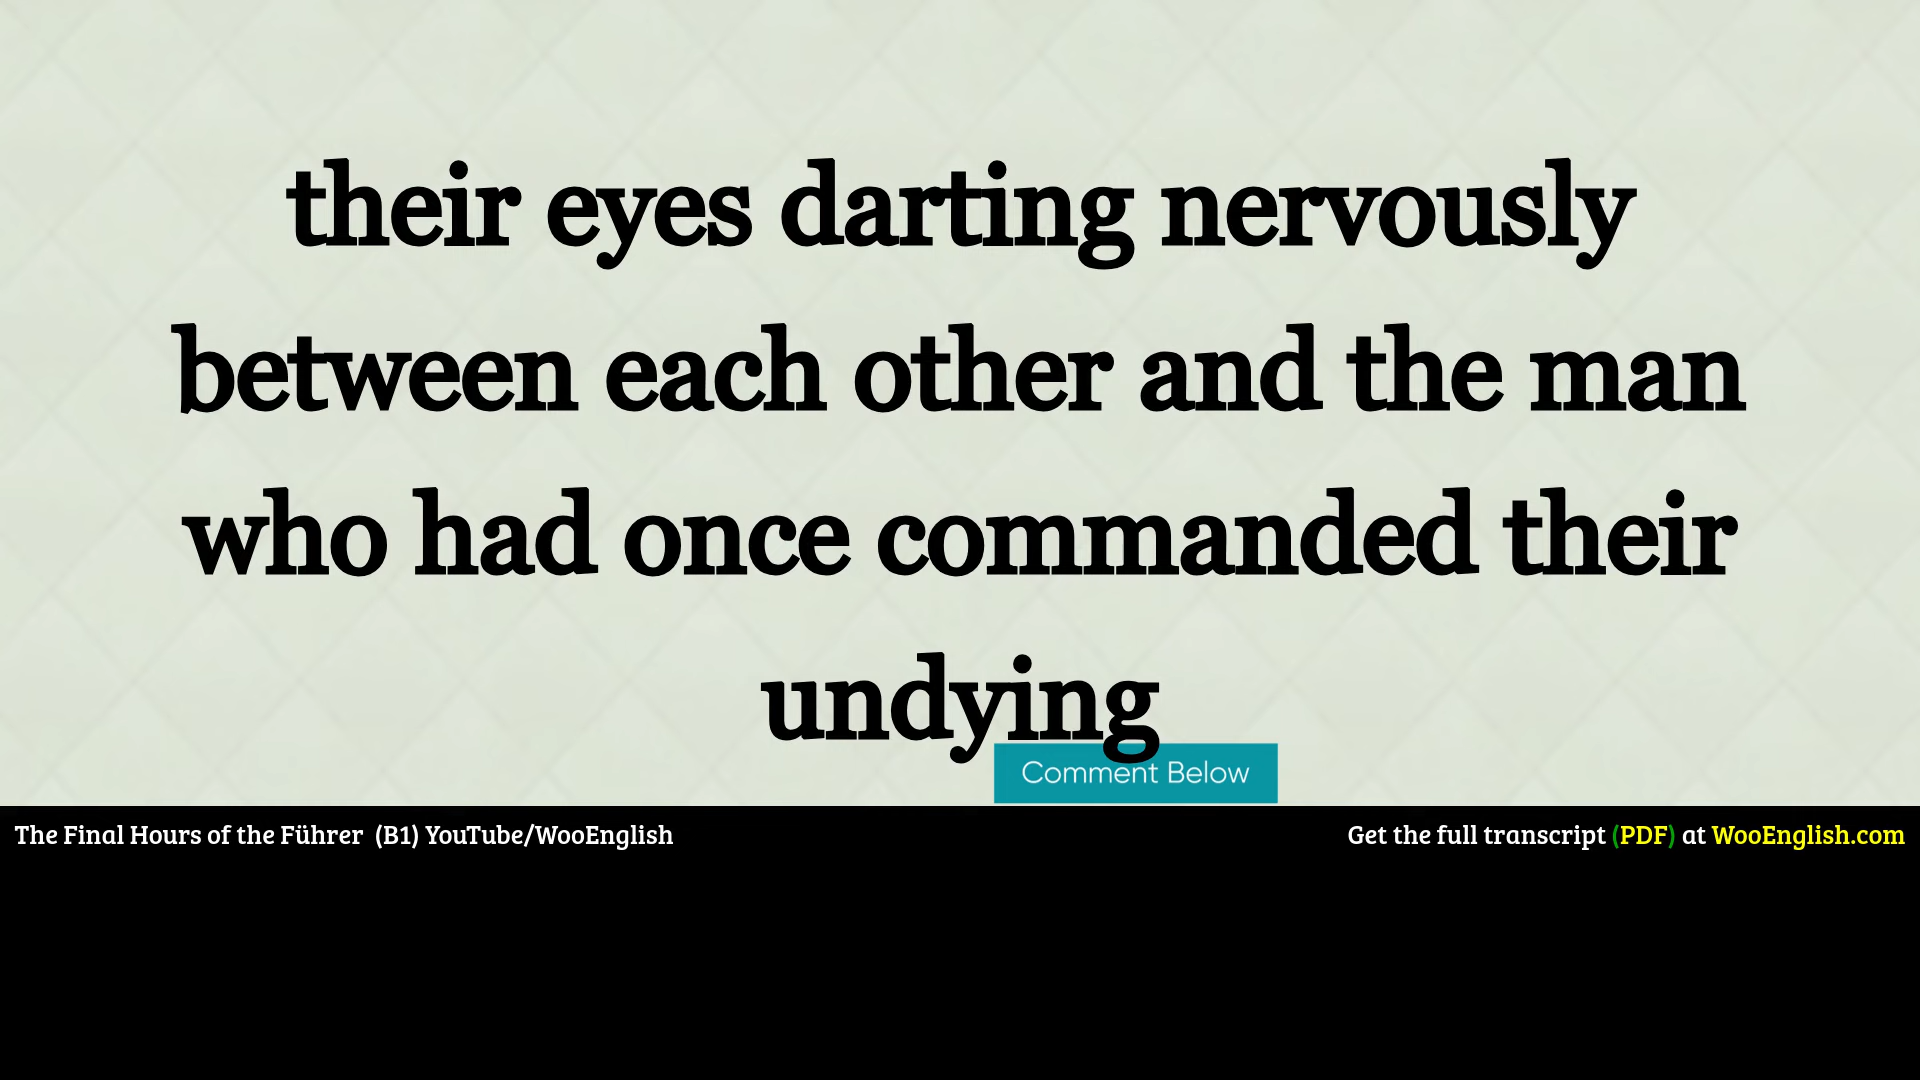 their eyes darting nervously
between each other and the man
who had once commanded their
undying
Comment Below
The Final Hours of the Führer (B1) YouTube/WooEnglish
Get the full transcript (PDF) at WooEnglish.com